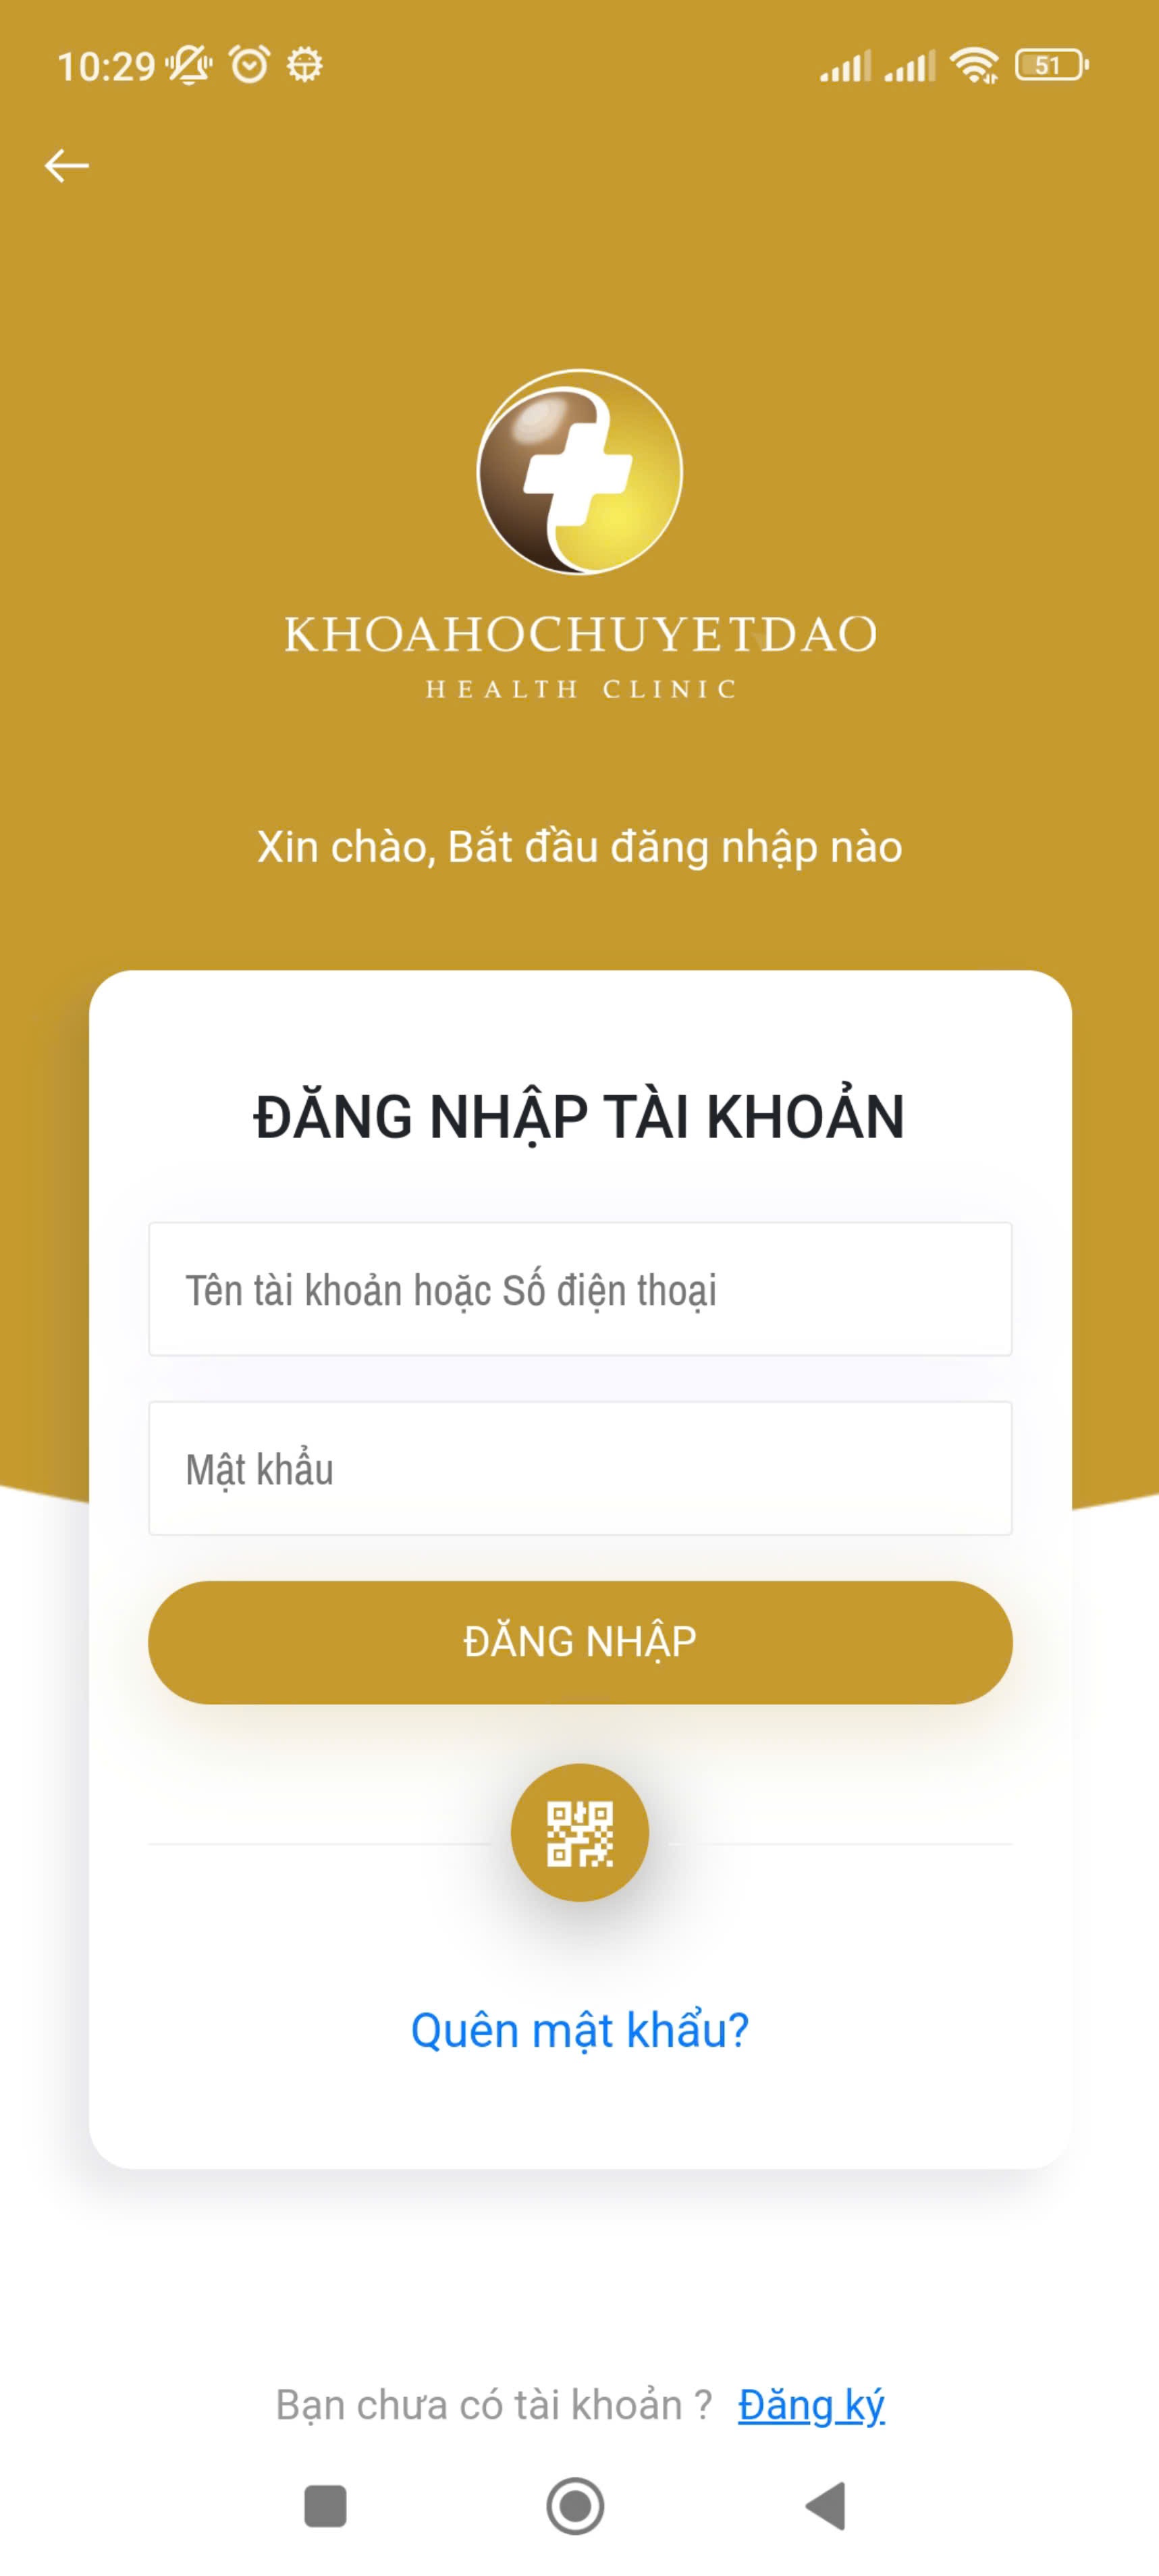 10:29
51
KHOAHOCHUYETDAO
HEALTH CLINIC
Xin chào, Bắt đầu đăng nhập nào
ĐĂNG NHẬP TÀI KHOẢN
Tên tài khoản hoặc Số điện thoại
Mật khẩu
ĐĂNG NHẬP
Quên mật khẩu?
Bạn chưa có tài khoản ? Đăng ký